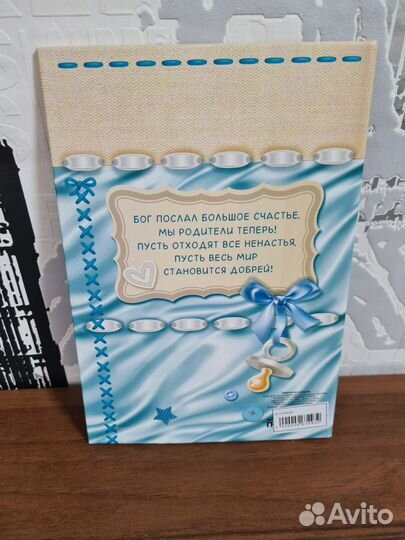 БОГ ПОСЛАЛ БОЛЬШОЕ СЧАСТЬЕ,
МЫ РОДИТЕЛИ ТЕПЕРЬ!
ПУСТЬ ОТХОДЯТ ВСЕ НЕНАСТЬЯ,
ПУСТЬ ВЕСЬ МИР
СТАНОВИТСЯ ДОБРЕЙ!
Avito